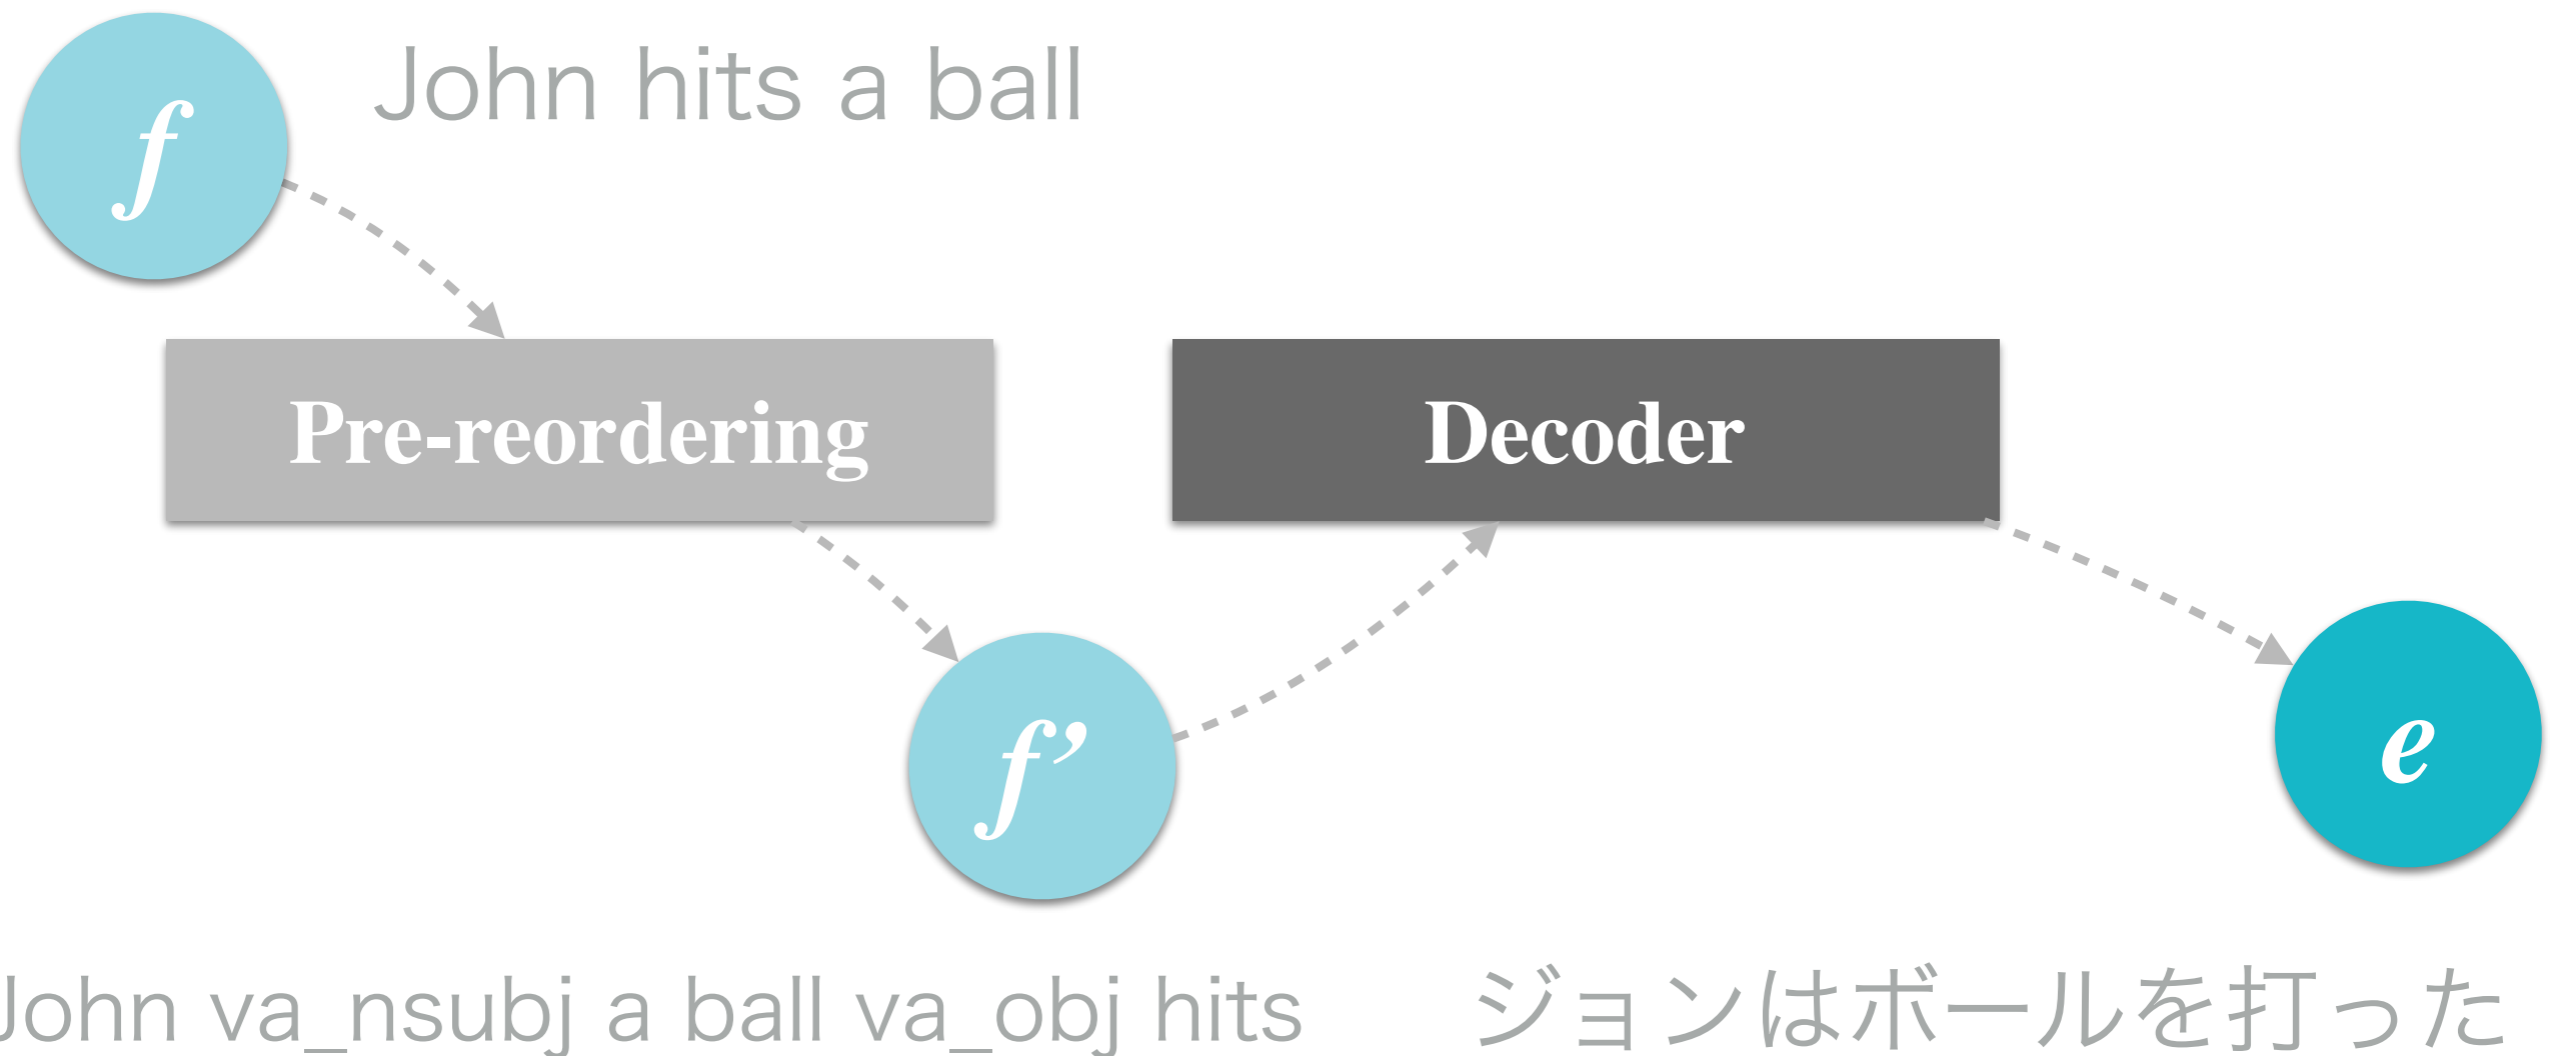 f
John hits a ball
Pre-reordering
Decoder
f’
e
John va_nsubj a ball va_obj hits
ジョンはボールを打った